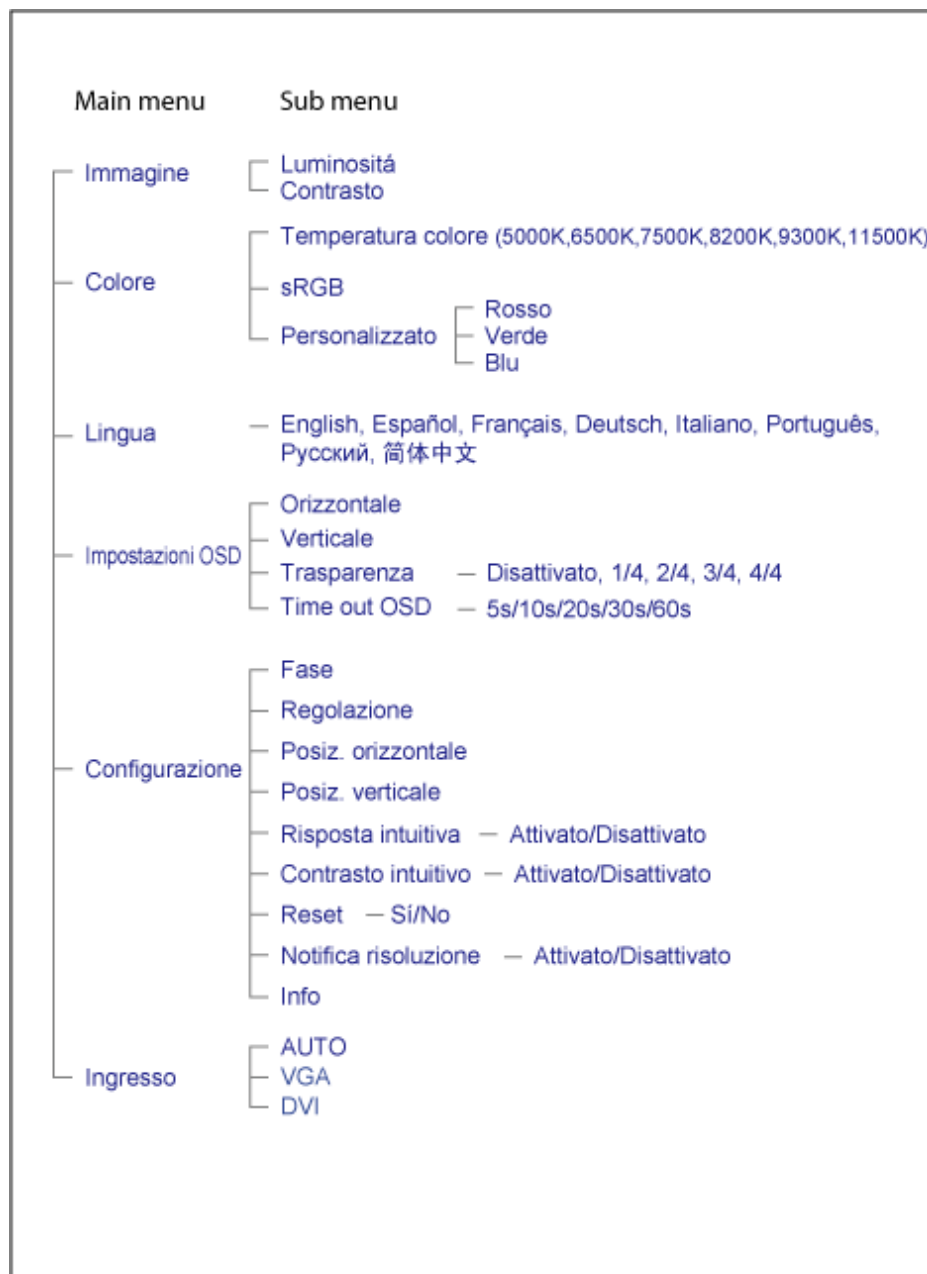 Main menu Sub menu
Immagine
Luminositá
Contrasto
Colore
Temperatura colore (5000K,6500K,7500K,8200K,9300K,11500K)
sRGB
Personalizzato
Rosso
Verde
Blu
Lingua
English, Español, Français, Deutsch, Italiano, Português,
Русский, 简体中文
Impostazioni OSD
Orizzontale
Verticale
Trasparenza — Disattivato, 1/4, 2/4, 3/4, 4/4
Time out OSD — 5s/10s/20s/30s/60s
Configurazione
Fase
Regolazione
Posiz. orizzontale
Posiz. verticale
Risposta intuitiva — Attivato/Disattivato
Contrasto intuitivo — Attivato/Disattivato
Reset — Sí/No
Notifica risoluzione — Attivato/Disattivato
Info
Ingresso
AUTO
VGA
DVI